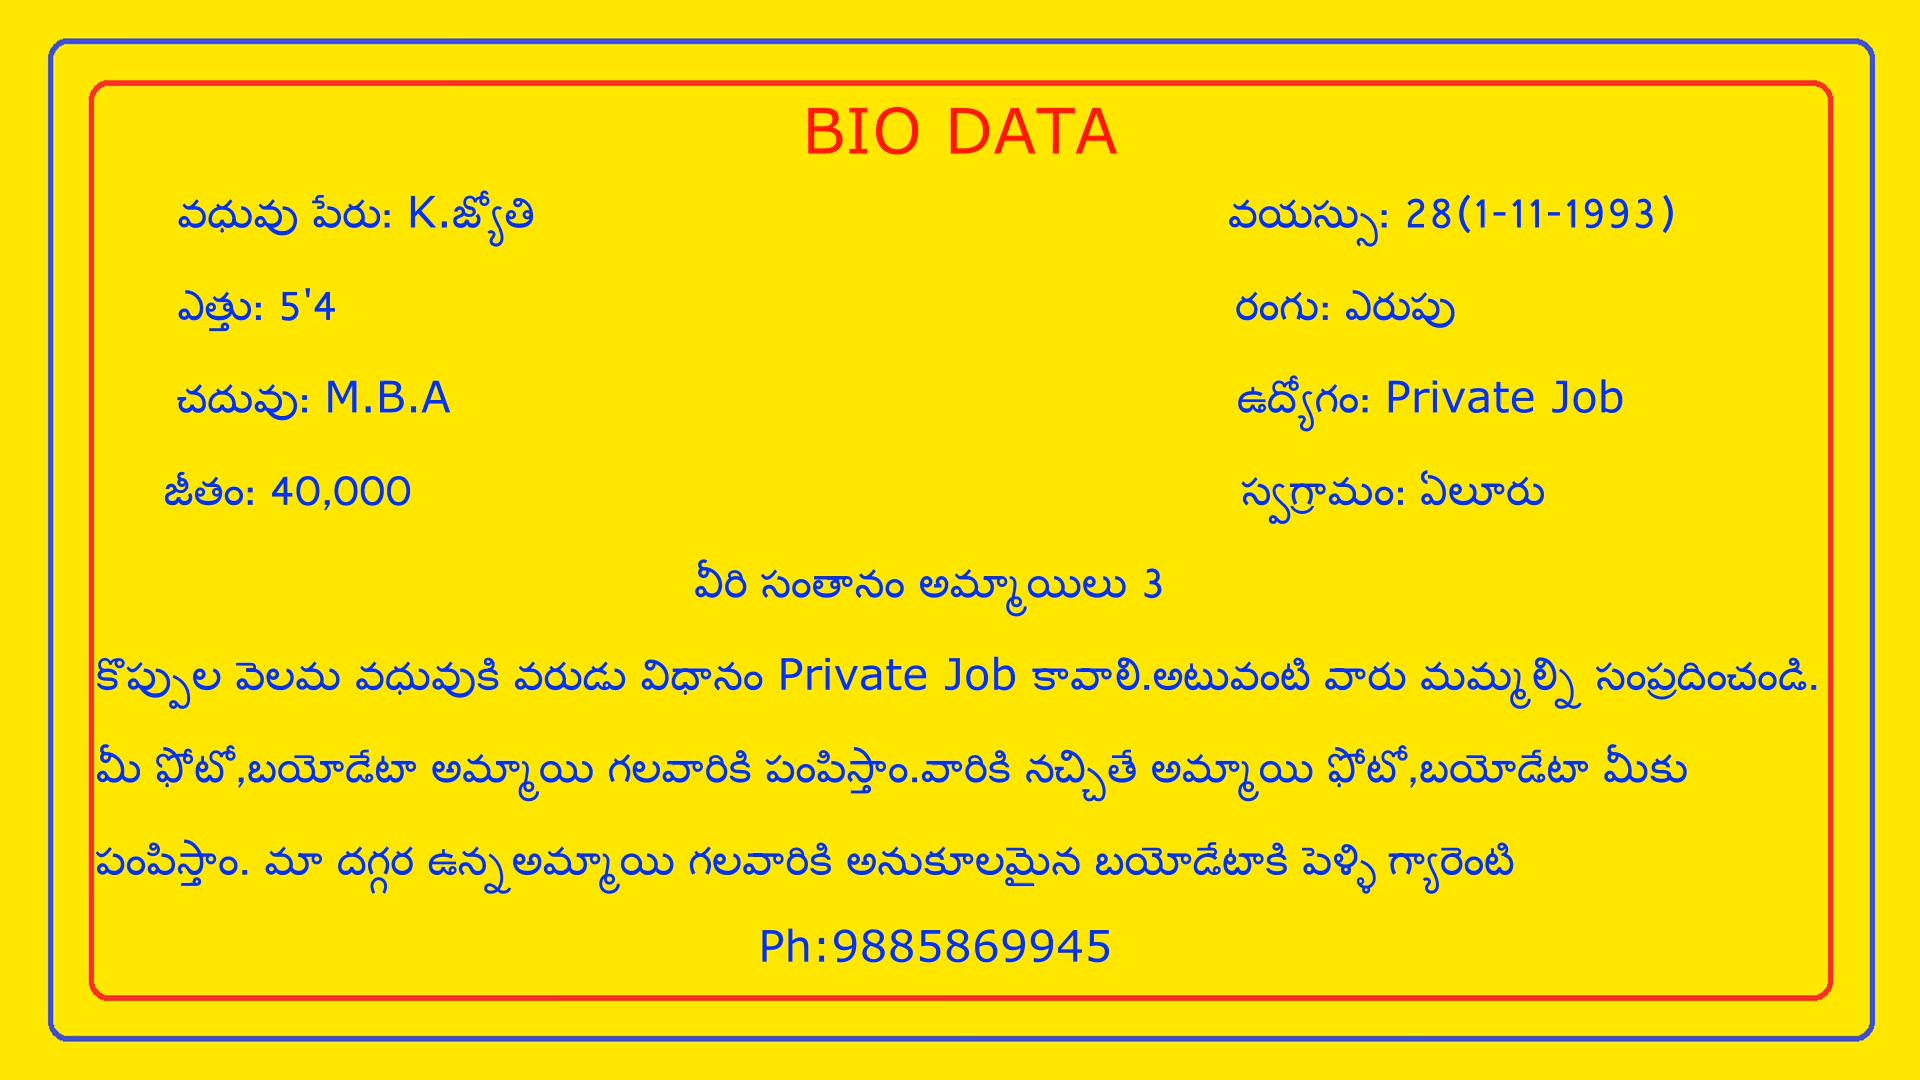 BIO DATA
వధువు పేరు: K.జ్యోతి
వయస్సు: 28(1-11-1993)
ఎత్తు: 5'4
రంగు: ఎరుపు
చదువు: M.B.A
ఉద్యోగం: Private Job
జీతం: 40,000
స్వగ్రామం: ఏలూరు
వీరి సంతానం అమ్మాయిలు 3
కొప్పుల వెలమ వధువుకి వరుడు విధానం Private Job కావాలి.అటువంటి వారు మమ్మల్ని సంప్రదించండి.
మీ ఫోటో,బయోడేటా అమ్మాయి గలవారికి పంపిస్తాం.వారికి నచ్చితే అమ్మాయి ఫోటో,బయోడేటా మీకు
పంపిస్తాం. మా దగ్గర ఉన్న అమ్మాయి గలవారికి అనుకూలమైన బయోడేటాకి పెళ్ళి గ్యారెంటి
Ph:9885869945